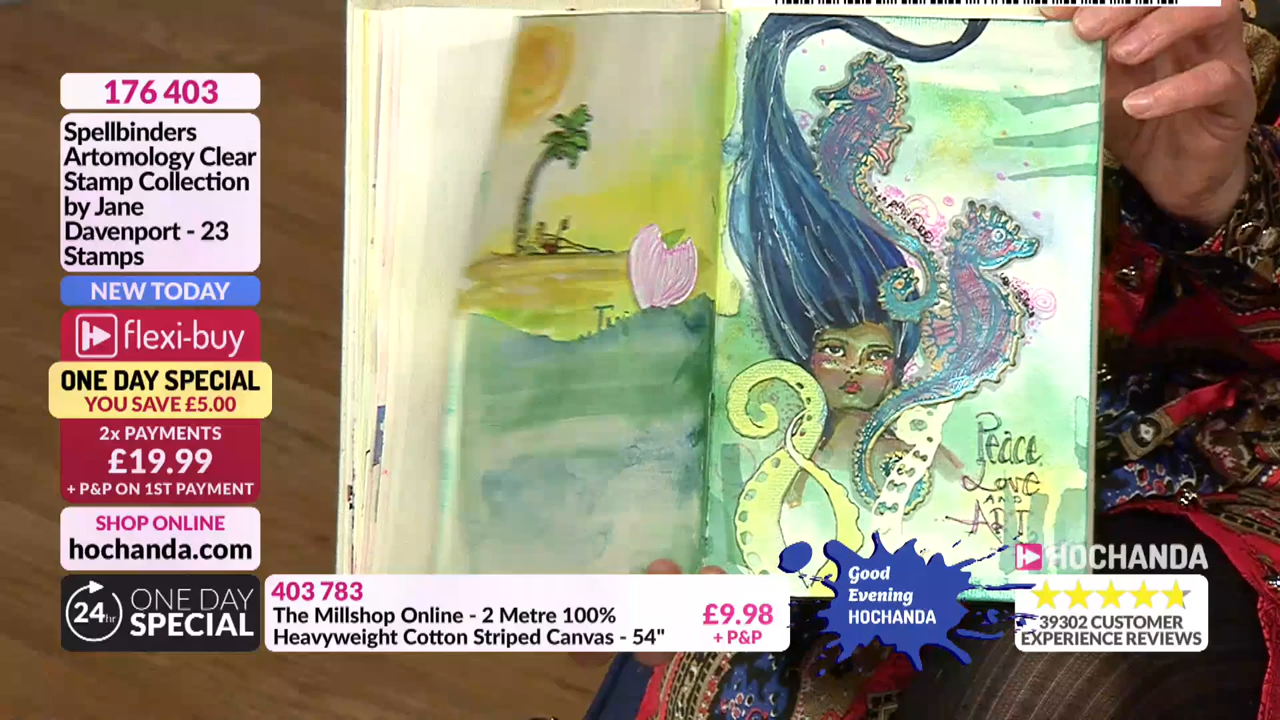 176 403
Spellbinders
Artomology Clear
Stamp Collection
by Jane
Davenport - 23
Stamps
NEW TODAY
flexi-buy
ONE DAY SPECIAL
YOU SAVE £5.00
2x PAYMENTS
£19.99
+ P&P ON 1ST PAYMENT
SHOP ONLINE
hochanda.com
24hr ONE DAY
SPECIAL
403 783
The Millshop Online - 2 Metre 100%
Heavyweight Cotton Striped Canvas - 54"
£9.98
+ P&P
Good
Evening
HOCHANDA
Peace,
Love
AND
ART
HOCHANDA
39302 CUSTOMER
EXPERIENCE REVIEWS